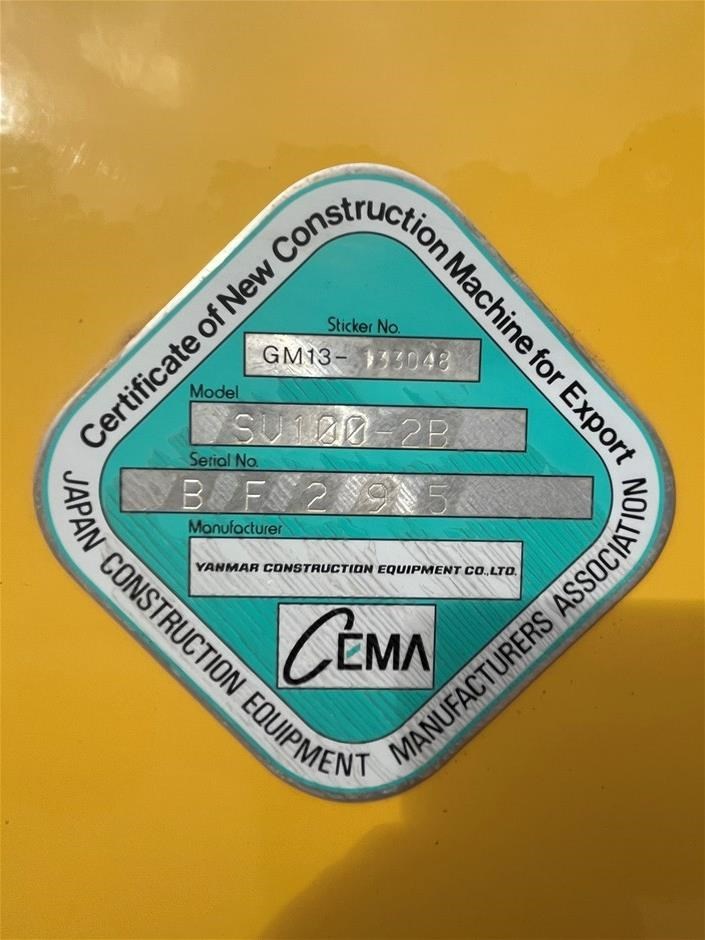 Certificate of New Construction Machine for Export
Sticker No.
GM13- 133048
Model
SV100-2B
Serial No.
BF295
Manufacturer
YANMAR CONSTRUCTION EQUIPMENT CO.,LTD.
CEMA
JAPAN CONSTRUCTION EQUIPMENT MANUFACTURERS ASSOCIATION